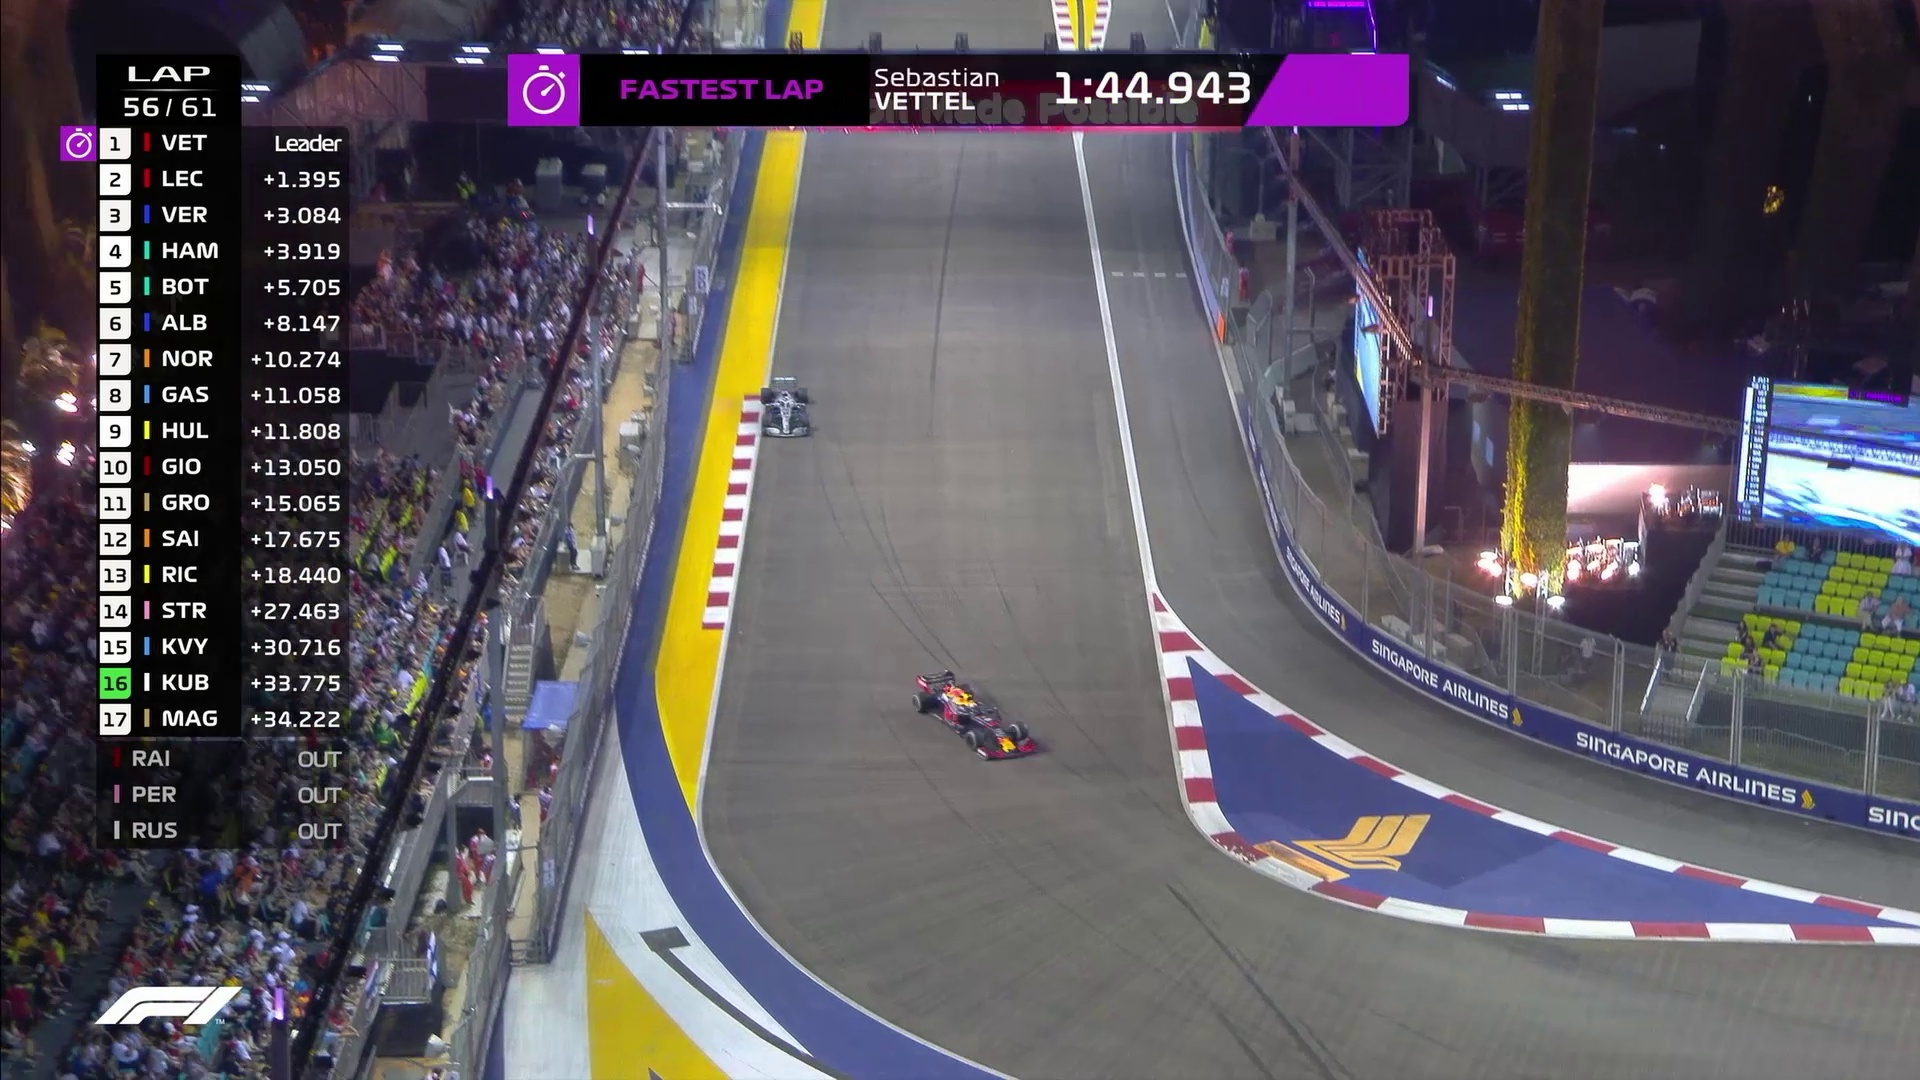 LAP
56 / 61
1 VET Leader
2 LEC +1.395
3 VER +3.084
4 HAM +3.919
5 BOT +5.705
6 ALB +8.147
7 NOR +10.274
8 GAS +11.058
9 HUL +11.808
10 GIO +13.050
11 GRO +15.065
12 SAI +17.675
13 RIC +18.440
14 STR +27.463
15 KVY +30.716
16 KUB +33.775
17 MAG +34.222
RAI OUT
PER OUT
RUS OUT
FASTEST LAP
Sebastian
VETTEL
1:44.943
Made Possible
SINGAPORE AIRLINES
SINGAPORE AIRLINES
SINGAPORE AIRLINES
F1